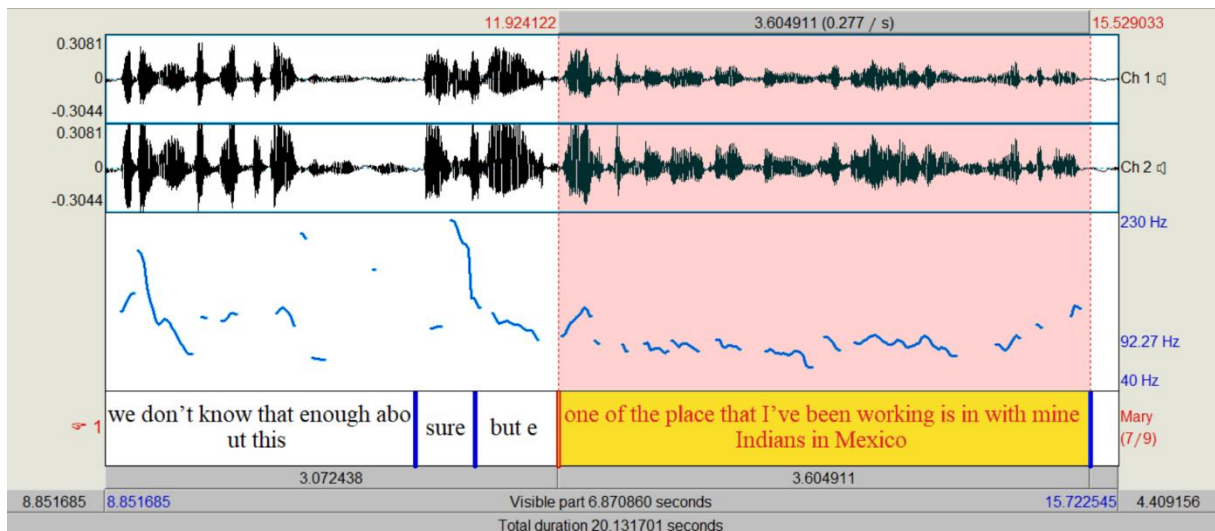 11.924122 3.604911 (0.277 / s) 15.529033
0.3081
0
-0.3044
Ch 1
0.3081
0
-0.3044
Ch 2
230 Hz
92.27 Hz
40 Hz
1
we don't know that enough abo
ut this
sure
but e
one of the place that I've been working is in with mine
Indians in Mexico
Mary
(7/9)
3.072438 3.604911
8.851685 8.851685 Visible part 6.870860 seconds 15.722545 4.409156
Total duration 20.131701 seconds